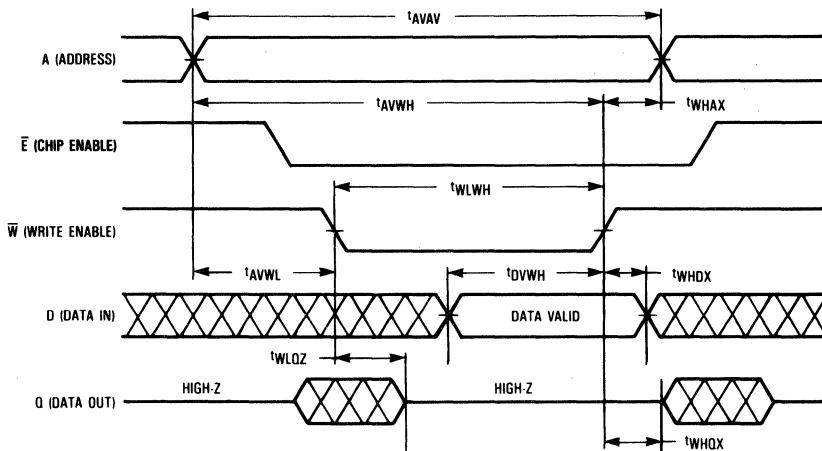 tAVAV
A (ADDRESS)
tAVWH
tWHAX
E̅ (CHIP ENABLE)
tWLWH
W̅ (WRITE ENABLE)
tAVWL
tDVWH
tWHDX
D (DATA IN)
DATA VALID
tWLQZ
HIGH-Z
HIGH-Z
Q (DATA OUT)
tWHQX